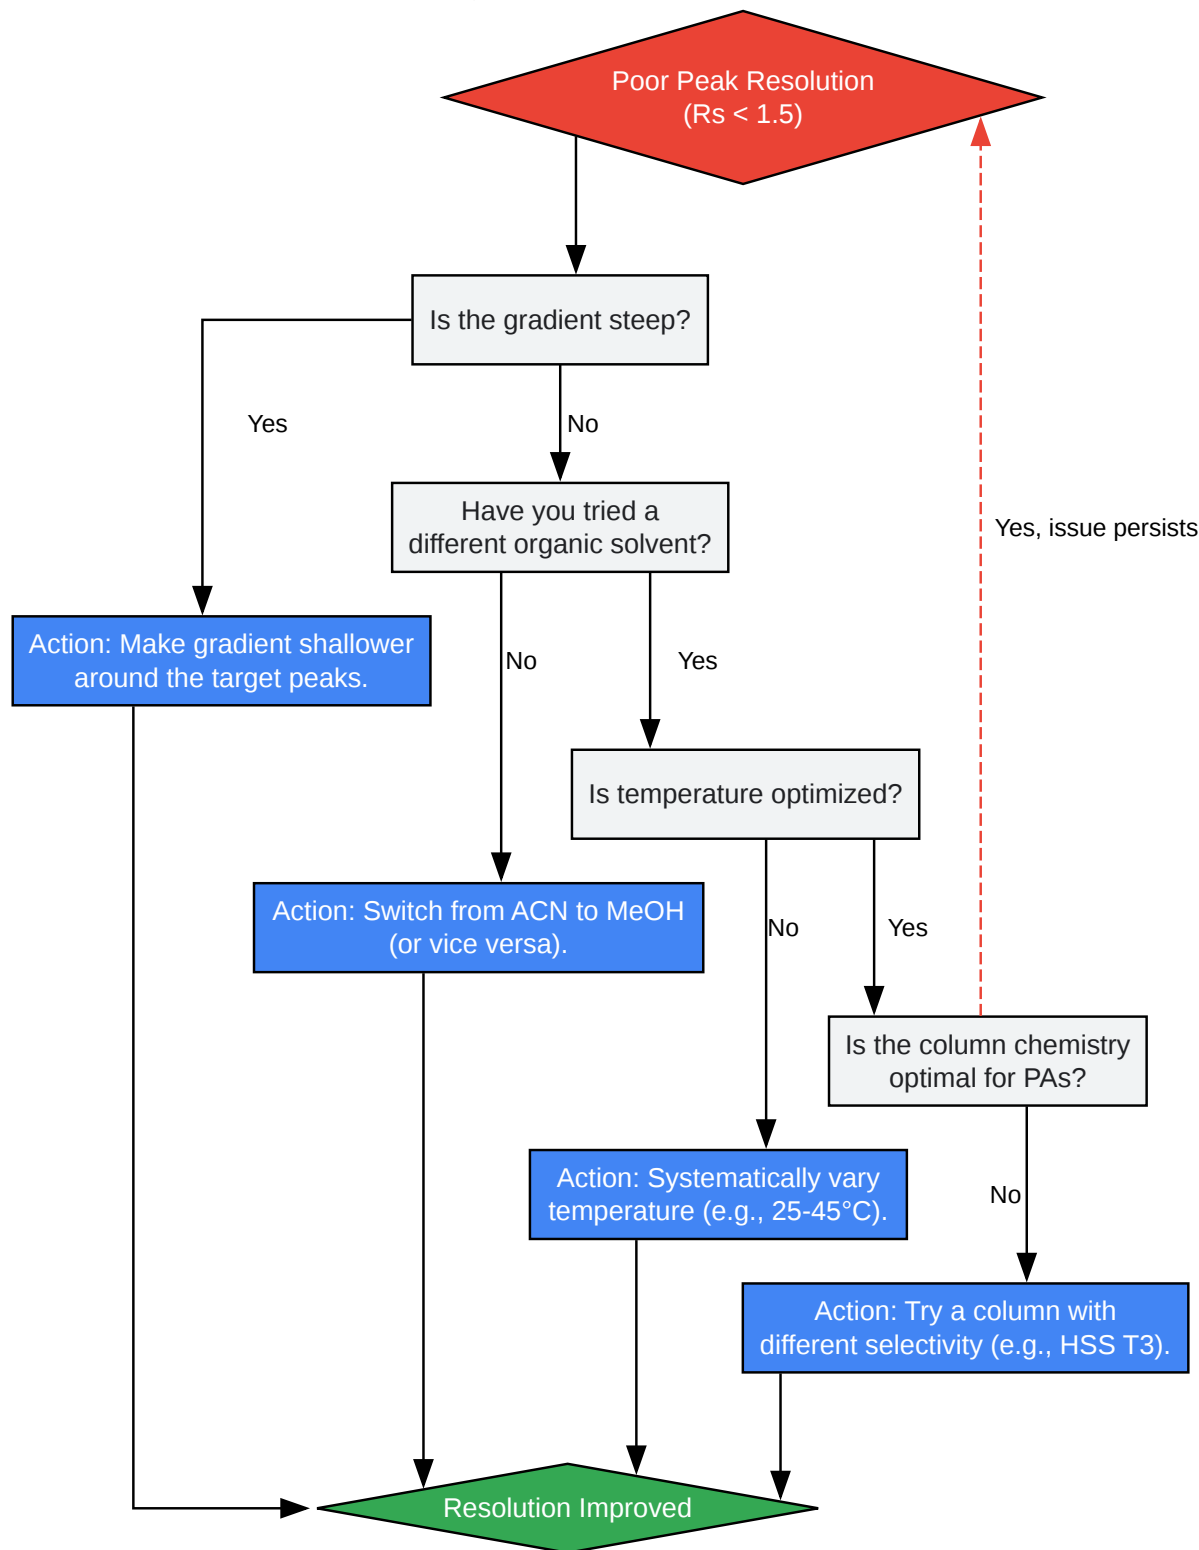 Poor Peak Resolution
(Rs < 1.5)
Is the gradient steep?
Yes
No
Have you tried a
different organic solvent?
Yes, issue persists
Action: Make gradient shallower
around the target peaks.
No
Yes
Is temperature optimized?
Action: Switch from ACN to MeOH
(or vice versa).
No
Yes
Is the column chemistry
optimal for PAs?
Action: Systematically vary
temperature (e.g., 25-45°C).
No
Action: Try a column with
different selectivity (e.g., HSS T3).
Resolution Improved